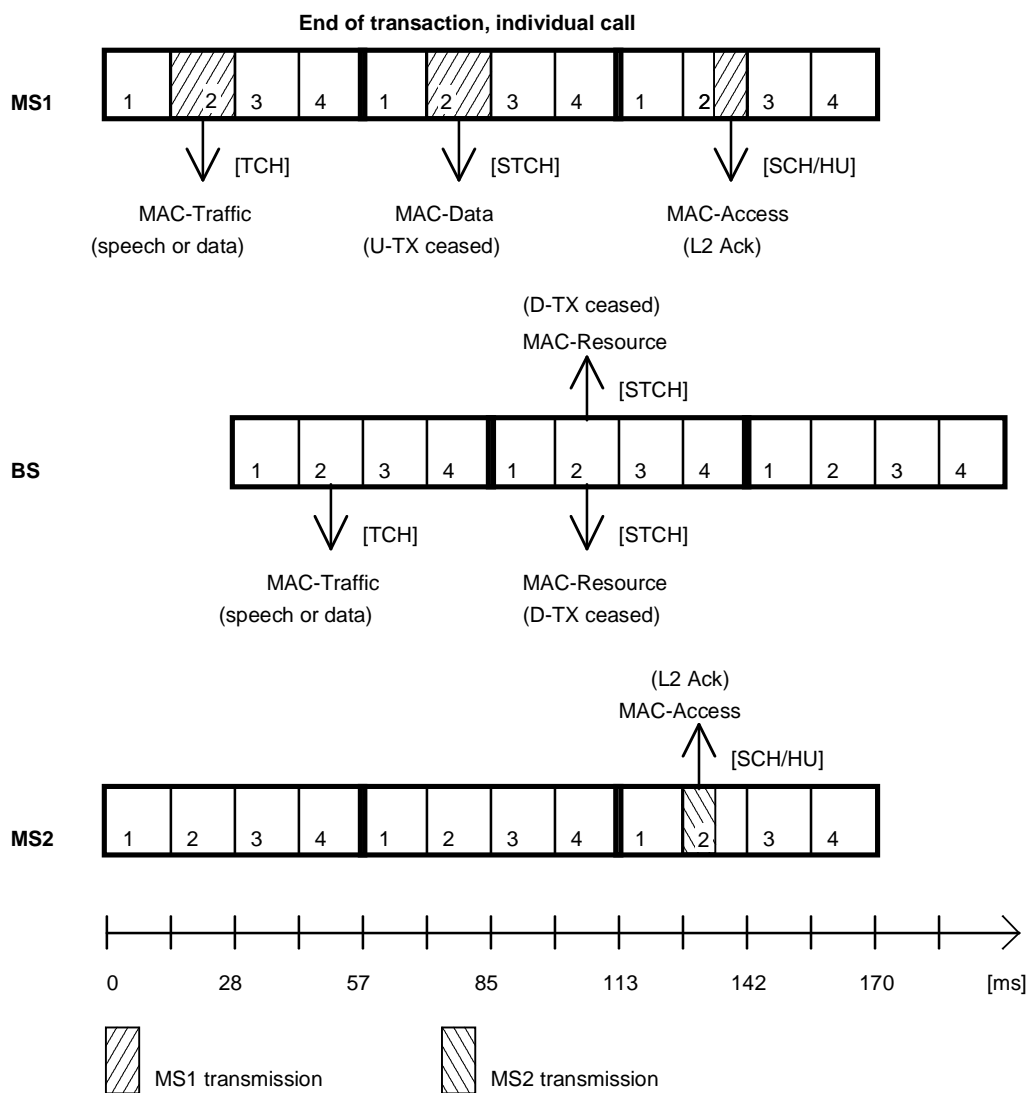 End of transaction, individual call
MS1
1 2 3 4 1 2 3 4 1 2 3 4
[TCH] [STCH] [SCH/HU]
MAC-Traffic MAC-Data MAC-Access
(speech or data) (U-TX ceased) (L2 Ack)
(D-TX ceased)
MAC-Resource
[STCH]
BS
1 2 3 4 1 2 3 4 1 2 3 4
[TCH] [STCH]
MAC-Traffic MAC-Resource
(speech or data) (D-TX ceased)
(L2 Ack)
MAC-Access
[SCH/HU]
MS2
1 2 3 4 1 2 3 4 1 2 3 4
0 28 57 85 113 142 170 [ms]
MS1 transmission MS2 transmission